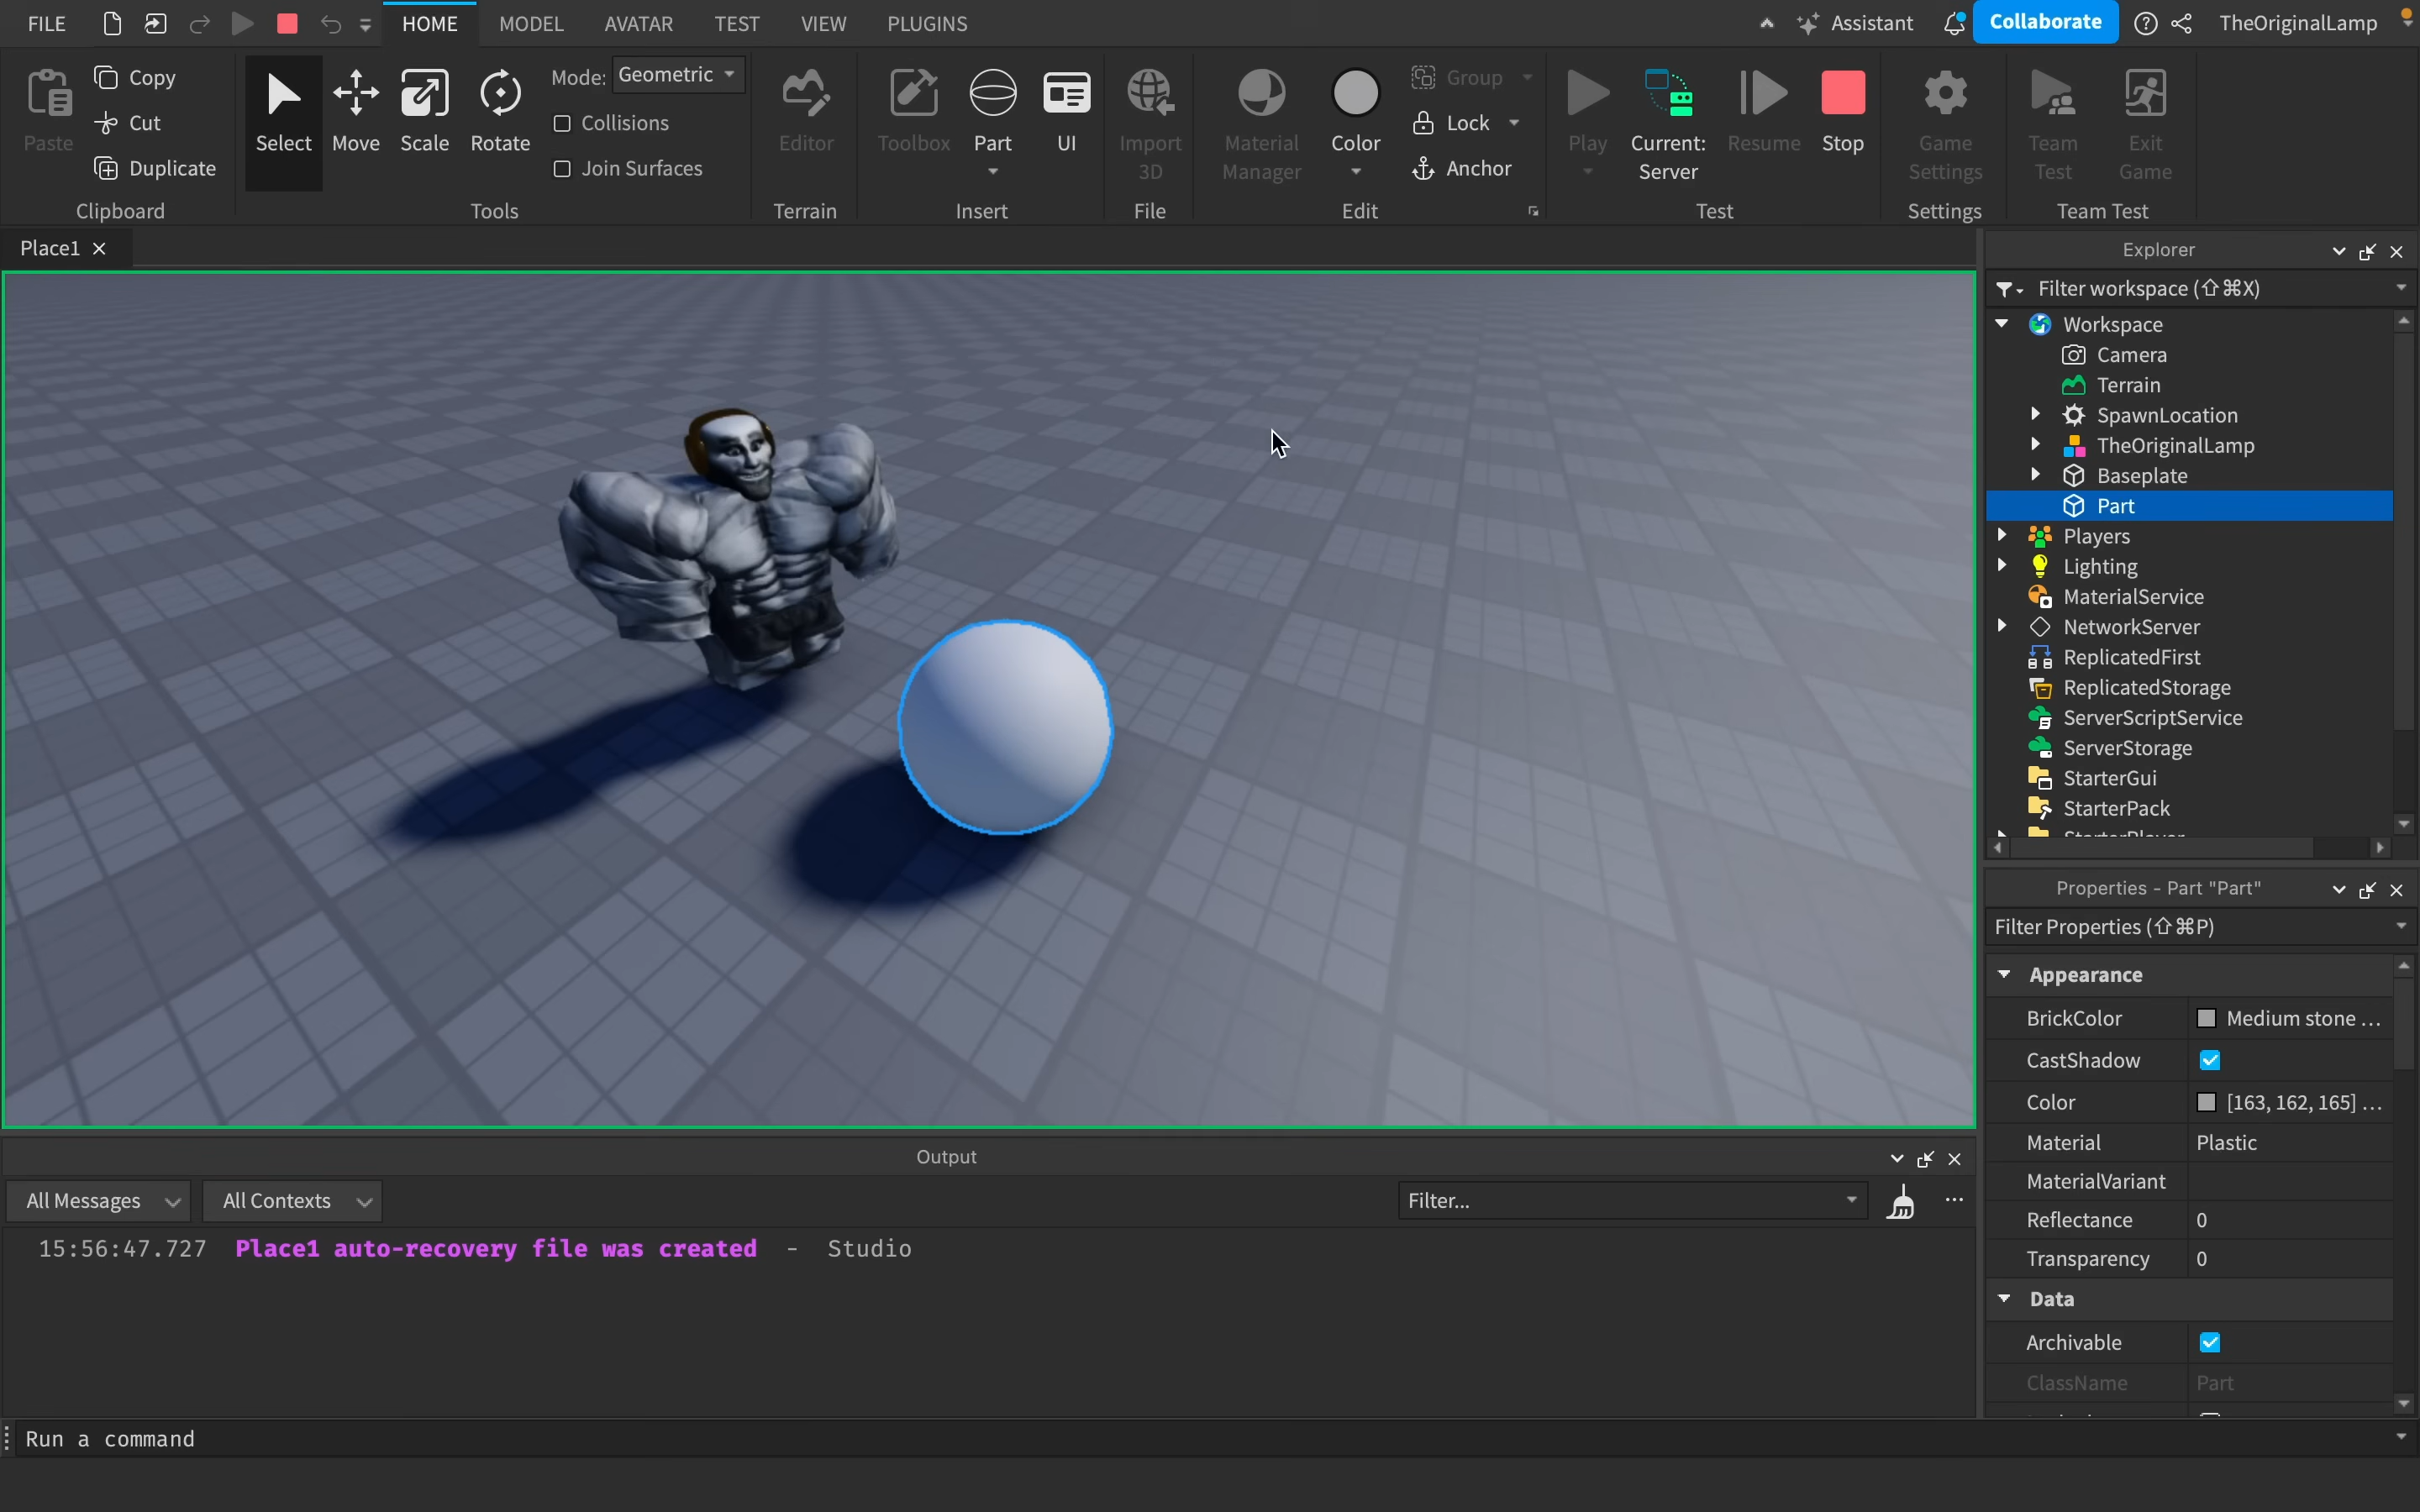 FILE
HOME
MODEL
AVATAR
TEST
VIEW
PLUGINS
Assistant
Collaborate
TheOriginalLamp
Paste
Copy
Cut
Duplicate
Clipboard
Select
Move
Scale
Rotate
Mode: Geometric
Collisions
Join Surfaces
Tools
Editor
Terrain
Toolbox
Part
UI
Insert
Import
3D
File
Material
Manager
Color
Group
Lock
Anchor
Edit
Play
Current:
Server
Resume
Stop
Test
Game
Settings
Settings
Team
Test
Exit
Game
Team Test
Place1
Explorer
Filter workspace (⇧⌘X)
Workspace
Camera
Terrain
SpawnLocation
TheOriginalLamp
Baseplate
Part
Players
Lighting
MaterialService
NetworkServer
ReplicatedFirst
ReplicatedStorage
ServerScriptService
ServerStorage
StarterGui
StarterPack
StarterPlayer
Properties - Part "Part"
Filter Properties (⇧⌘P)
Appearance
BrickColor Medium stone ...
CastShadow
Color [163, 162, 165] ...
Material Plastic
MaterialVariant
Reflectance 0
Transparency 0
Data
Archivable
ClassName Part
Output
All Messages
All Contexts
Filter...
15:56:47.727 Place1 auto-recovery file was created - Studio
Run a command